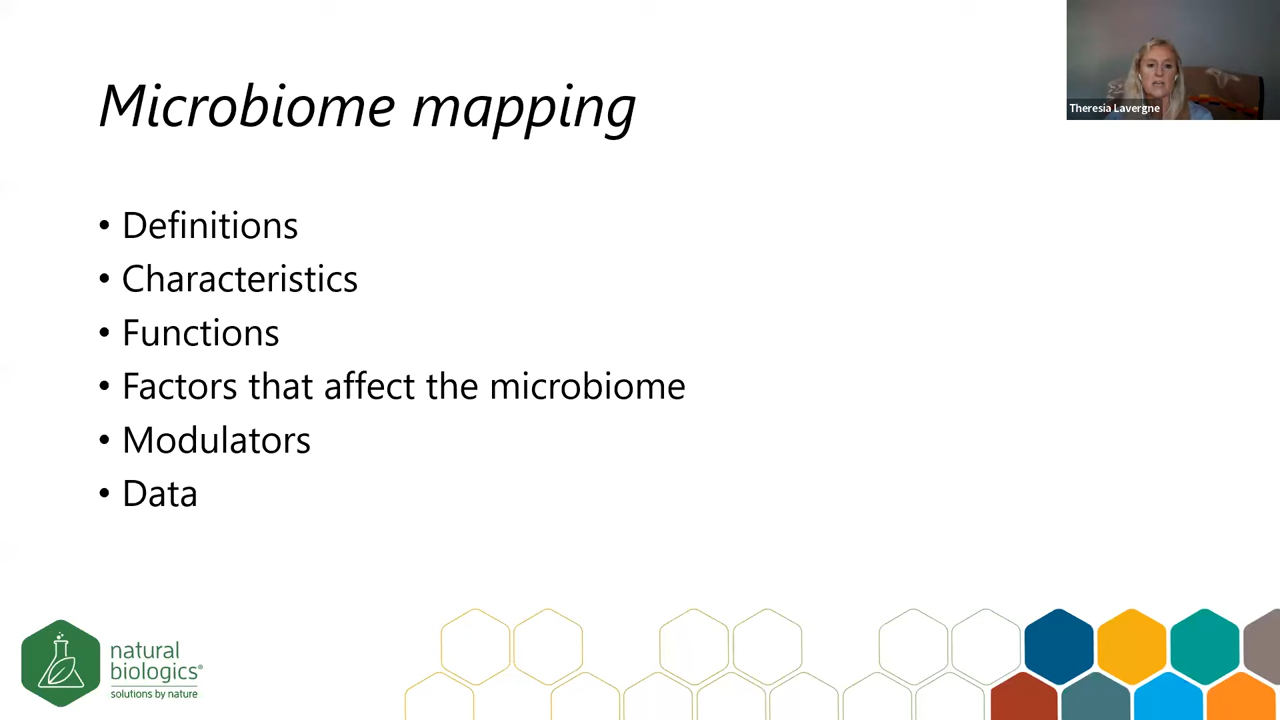 Microbiome mapping
Theresia Lavergne
• Definitions
• Characteristics
• Functions
• Factors that affect the microbiome
• Modulators
• Data
natural
biologics®
solutions by nature